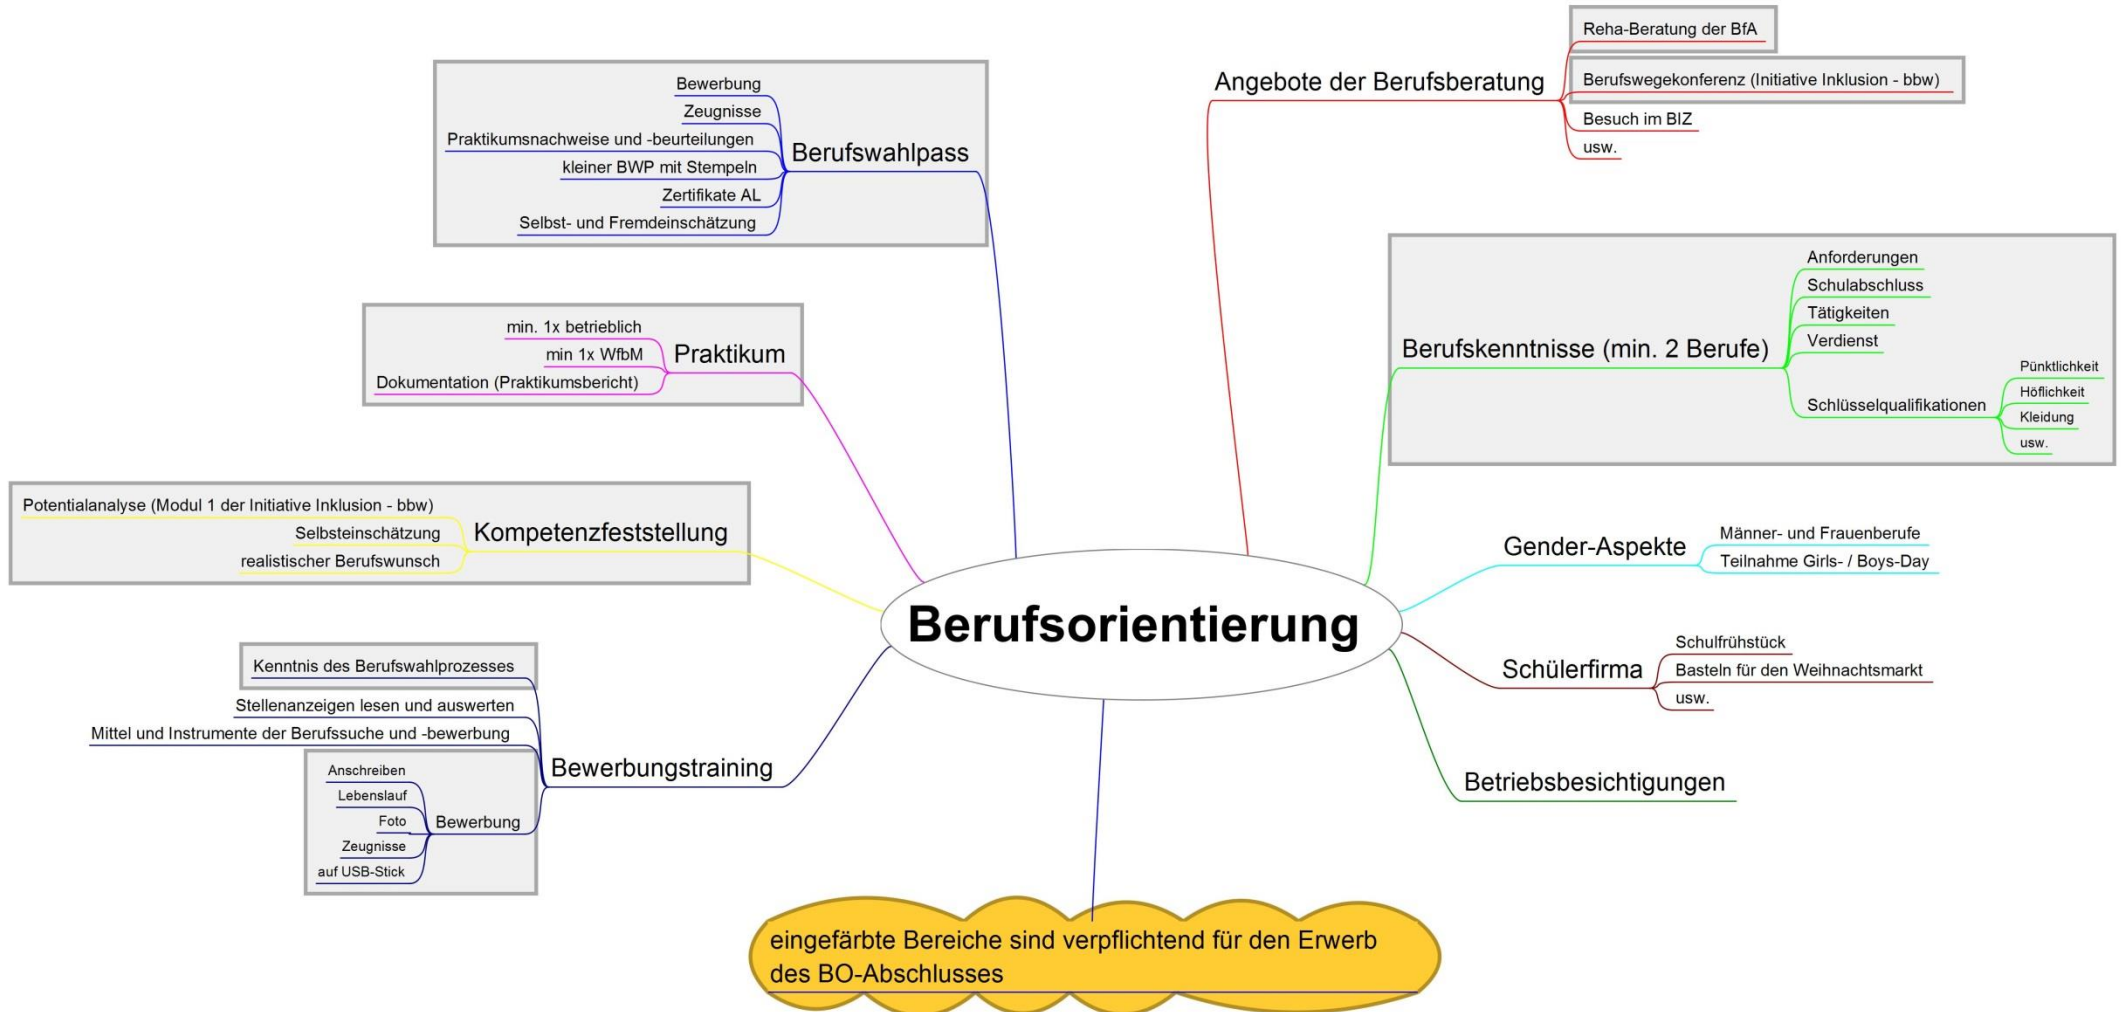 Berufsorientierung
Berufswahlpass
Bewerbung
Zeugnisse
Praktikumsnachweise und -beurteilungen
kleiner BWP mit Stempeln
Zertifikate AL
Selbst- und Fremdeinschätzung
Praktikum
min. 1x betrieblich
min 1x WfbM
Dokumentation (Praktikumsbericht)
Kompetenzfeststellung
Potentialanalyse (Modul 1 der Initiative Inklusion - bbw)
Selbsteinschätzung
realistischer Berufswunsch
Bewerbungstraining
Kenntnis des Berufswahlprozesses
Stellenanzeigen lesen und auswerten
Mittel und Instrumente der Berufssuche und -bewerbung
Bewerbung
Anschreiben
Lebenslauf
Foto
Zeugnisse
auf USB-Stick
Angebote der Berufsberatung
Reha-Beratung der BfA
Berufswegekonferenz (Initiative Inklusion - bbw)
Besuch im BIZ
usw.
Berufskenntnisse (min. 2 Berufe)
Anforderungen
Schulabschluss
Tätigkeiten
Verdienst
Schlüsselqualifikationen
Pünktlichkeit
Höflichkeit
Kleidung
usw.
Gender-Aspekte
Männer- und Frauenberufe
Teilnahme Girls- / Boys-Day
Schülerfirma
Schulfrühstück
Basteln für den Weihnachtsmarkt
usw.
Betriebsbesichtigungen
eingefärbte Bereiche sind verpflichtend für den Erwerb
des BO-Abschlusses